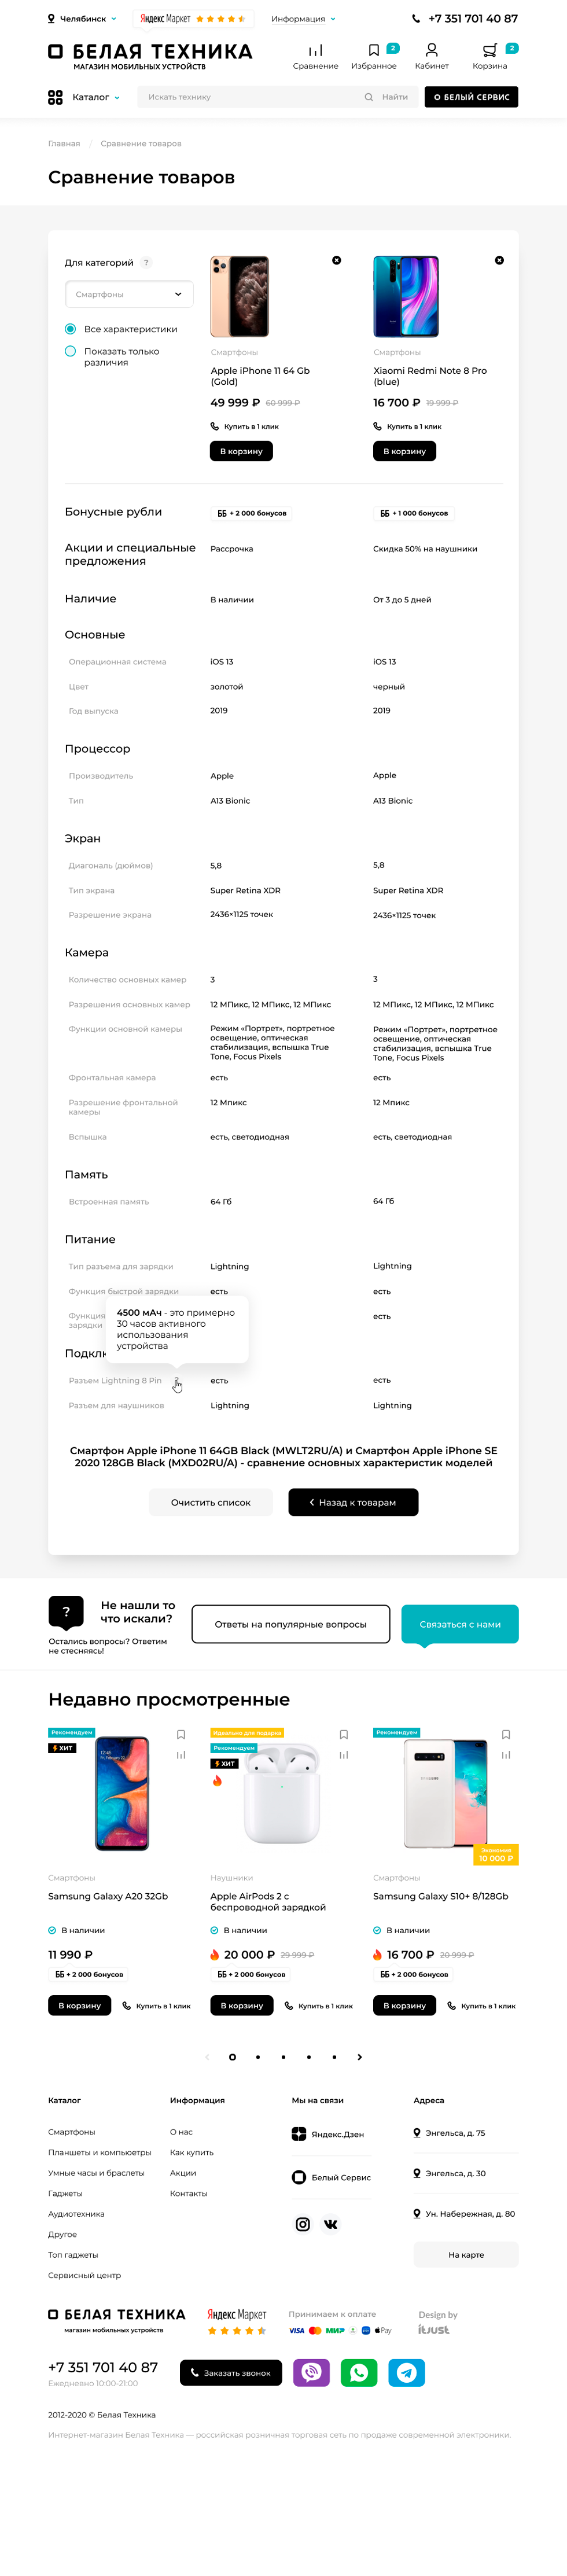 Челябинск
Яндекс Маркет
Информация
+7 351 701 40 87
БЕЛАЯ ТЕХНИКА
МАГАЗИН МОБИЛЬНЫХ УСТРОЙСТВ
Сравнение
Избранное
2
Кабинет
Корзина
2
Каталог
Искать технику
Найти
БЕЛЫЙ СЕРВИС
Главная / Сравнение товаров
Сравнение товаров
Для категорий ?
Смартфоны
Все характеристики
Показать только
различия
Смартфоны
Apple iPhone 11 64 Gb
(Gold)
49 999 ₽ 60 999 ₽
Купить в 1 клик
В корзину
Смартфоны
Xiaomi Redmi Note 8 Pro
(blue)
16 700 ₽ 19 999 ₽
Купить в 1 клик
В корзину
Бонусные рубли ББ + 2 000 бонусов ББ + 1 000 бонусов
Акции и специальные
предложения
Рассрочка Скидка 50% на наушники
Наличие В наличии От 3 до 5 дней
Основные
Операционная система iOS 13 iOS 13
Цвет золотой черный
Год выпуска 2019 2019
Процессор
Производитель Apple Apple
Тип A13 Bionic A13 Bionic
Экран
Диагональ (дюймов) 5,8 5,8
Тип экрана Super Retina XDR Super Retina XDR
Разрешение экрана 2436×1125 точек 2436×1125 точек
Камера
Количество основных камер 3 3
Разрешения основных камер 12 МПикс, 12 МПикс, 12 МПикс 12 МПикс, 12 МПикс, 12 МПикс
Функции основной камеры
Режим «Портрет», портретное
освещение, оптическая
стабилизация, вспышка True
Tone, Focus Pixels
Режим «Портрет», портретное
освещение, оптическая
стабилизация, вспышка True
Tone, Focus Pixels
Фронтальная камера есть есть
Разрешение фронтальной
камеры
12 Мпикс 12 Мпикс
Вспышка есть, светодиодная есть, светодиодная
Память
Встроенная память 64 Гб 64 Гб
Питание
Тип разъема для зарядки Lightning Lightning
Функция быстрой зарядки есть есть
Функция
зарядки
есть
4500 мАч - это примерно
30 часов активного
использования
устройства
Подклю
Разъем Lightning 8 Pin ? есть есть
Разъем для наушников Lightning Lightning
Смартфон Apple iPhone 11 64GB Black (MWLT2RU/A) и Смартфон Apple iPhone SE
2020 128GB Black (MXD02RU/A) - сравнение основных характеристик моделей
Очистить список
Назад к товарам
?
Не нашли то
что искали?
Остались вопросы? Ответим
не стесняясь!
Ответы на популярные вопросы
Связаться с нами
Недавно просмотренные
Рекомендуем
ХИТ
Смартфоны
Samsung Galaxy A20 32Gb
В наличии
11 990 ₽
ББ + 2 000 бонусов
В корзину
Купить в 1 клик
Идеально для подарка
Рекомендуем
ХИТ
Наушники
Apple AirPods 2 с
беспроводной зарядкой
В наличии
20 000 ₽ 29 999 ₽
ББ + 2 000 бонусов
В корзину
Купить в 1 клик
Рекомендуем
Экономия
10 000 ₽
Смартфоны
Samsung Galaxy S10+ 8/128Gb
В наличии
16 700 ₽ 20 999 ₽
ББ + 2 000 бонусов
В корзину
Купить в 1 клик
Каталог
Смартфоны
Планшеты и компьюетры
Умные часы и браслеты
Гаджеты
Аудиотехника
Другое
Топ гаджеты
Сервисный центр
Информация
О нас
Как купить
Акции
Контакты
Мы на связи
Яндекс.Дзен
Белый Сервис
Адреса
Энгельса, д. 75
Энгельса, д. 30
Ун. Набережная, д. 80
На карте
БЕЛАЯ ТЕХНИКА
магазин мобильных устройств
Яндекс Маркет
Принимаем к оплате
VISA МИР Pay
Design by
itrust
+7 351 701 40 87
Ежедневно 10:00-21:00
Заказать звонок
2012-2020 © Белая Техника
Интернет-магазин Белая Техника — российская розничная торговая сеть по продаже современной электроники.